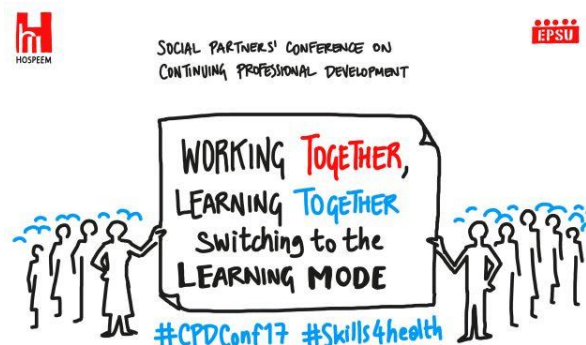 HOSPEEM
EPSU
SOCIAL PARTNERS' CONFERENCE ON
CONTINUING PROFESSIONAL DEVELOPMENT
WORKING TOGETHER,
LEARNING TOGETHER
switching to the
LEARNING MODE
#CPDConf17 #Skills4health